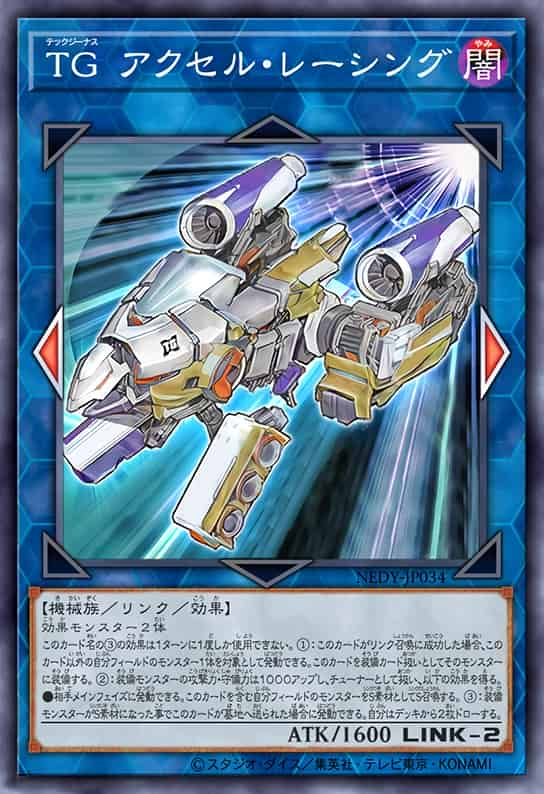 テックジーナス
TG アクセル・レーシング
やみ
闇
NEDY-JP034
【機械族／リンク／効果】
効果モンスター２体
このカード名の③の効果は１ターンに１度しか使用できない。①：このカードがリンク召喚に成功した場合、この
カード以外の自分フィールドのモンスター１体を対象として発動できる。このカードを装備カード扱いとしてそのモンスター
に装備する。②：装備モンスターの攻撃力・守備力は１０００アップし、チューナーとして扱い、以下の効果を得る。
●相手メインフェイズに発動できる。このカードを含む自分フィールドのモンスターをS素材としてS召喚する。③：装備
モンスターがS素材になった事でこのカードが墓地へ送られた場合に発動できる。自分はデッキから２枚ドローする。
ATK/1600 LINK-2
©スタジオ・ダイス／集英社・テレビ東京・KONAMI